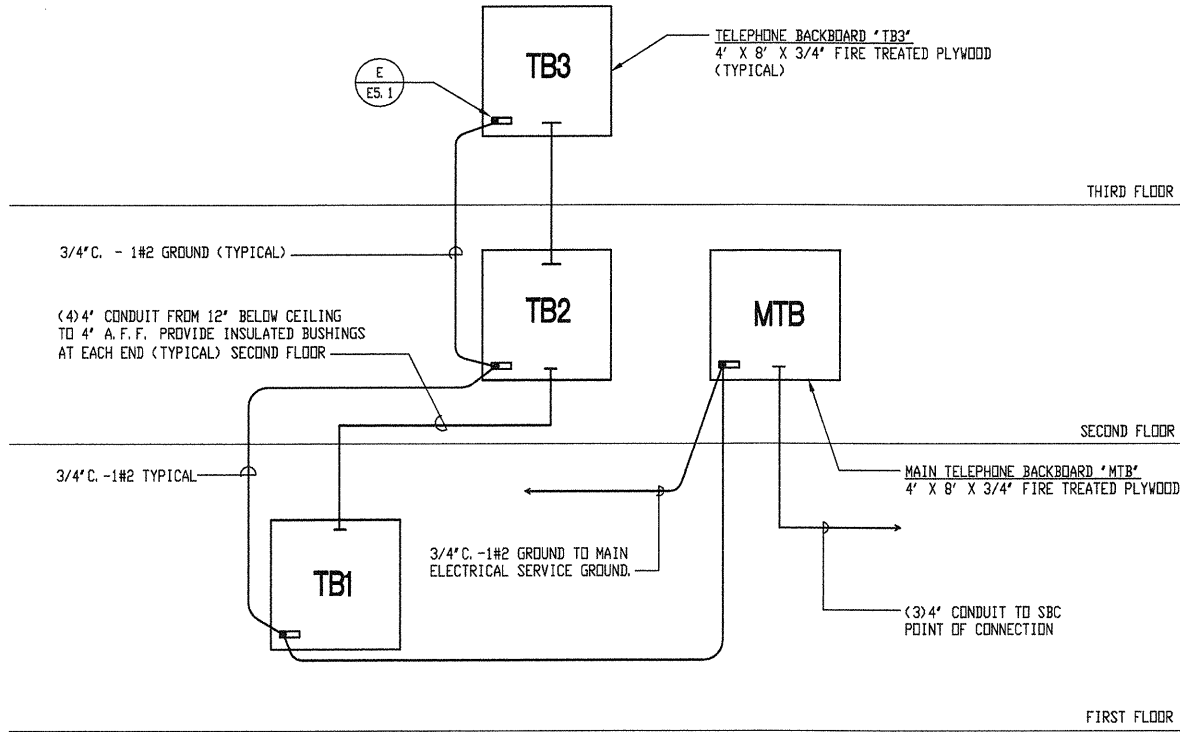 TB3
TELEPHONE BACKBOARD "TB3"
4' X 8' X 3/4" FIRE TREATED PLYWOOD
(TYPICAL)
E
E5.1
THIRD FLOOR
3/4"C. - 1#2 GROUND (TYPICAL)
TB2
MTB
(4)4" CONDUIT FROM 12" BELOW CEILING
TO 4" A.F.F. PROVIDE INSULATED BUSHINGS
AT EACH END (TYPICAL) SECOND FLOOR
SECOND FLOOR
3/4"C. -1#2 TYPICAL
MAIN TELEPHONE BACKBOARD "MTB"
4' X 8' X 3/4" FIRE TREATED PLYWOOD
3/4"C. -1#2 GROUND TO MAIN
ELECTRICAL SERVICE GROUND.
TB1
(3)4" CONDUIT TO SBC
POINT OF CONNECTION
FIRST FLOOR